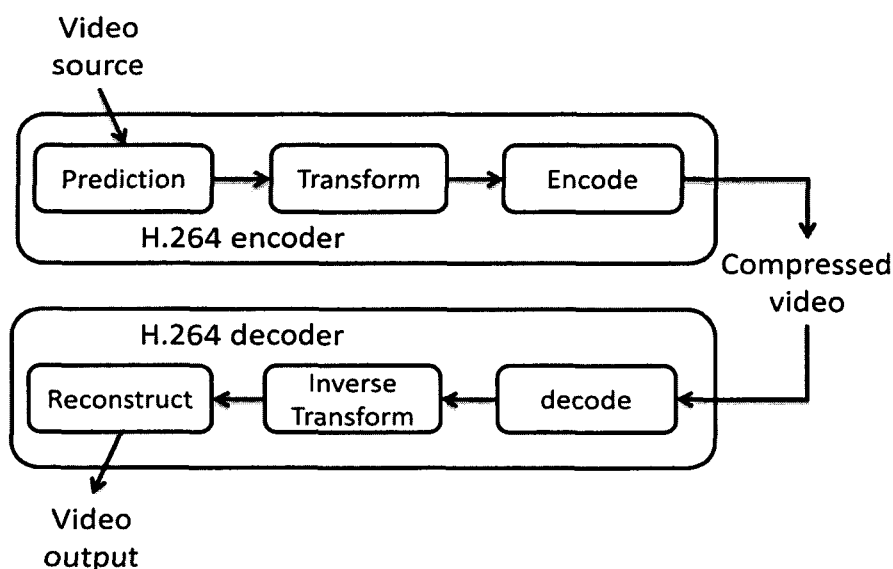 Video
source
Prediction
Transform
Encode
H.264 encoder
Compressed
video
H.264 decoder
Reconstruct
Inverse
Transform
decode
Video
output